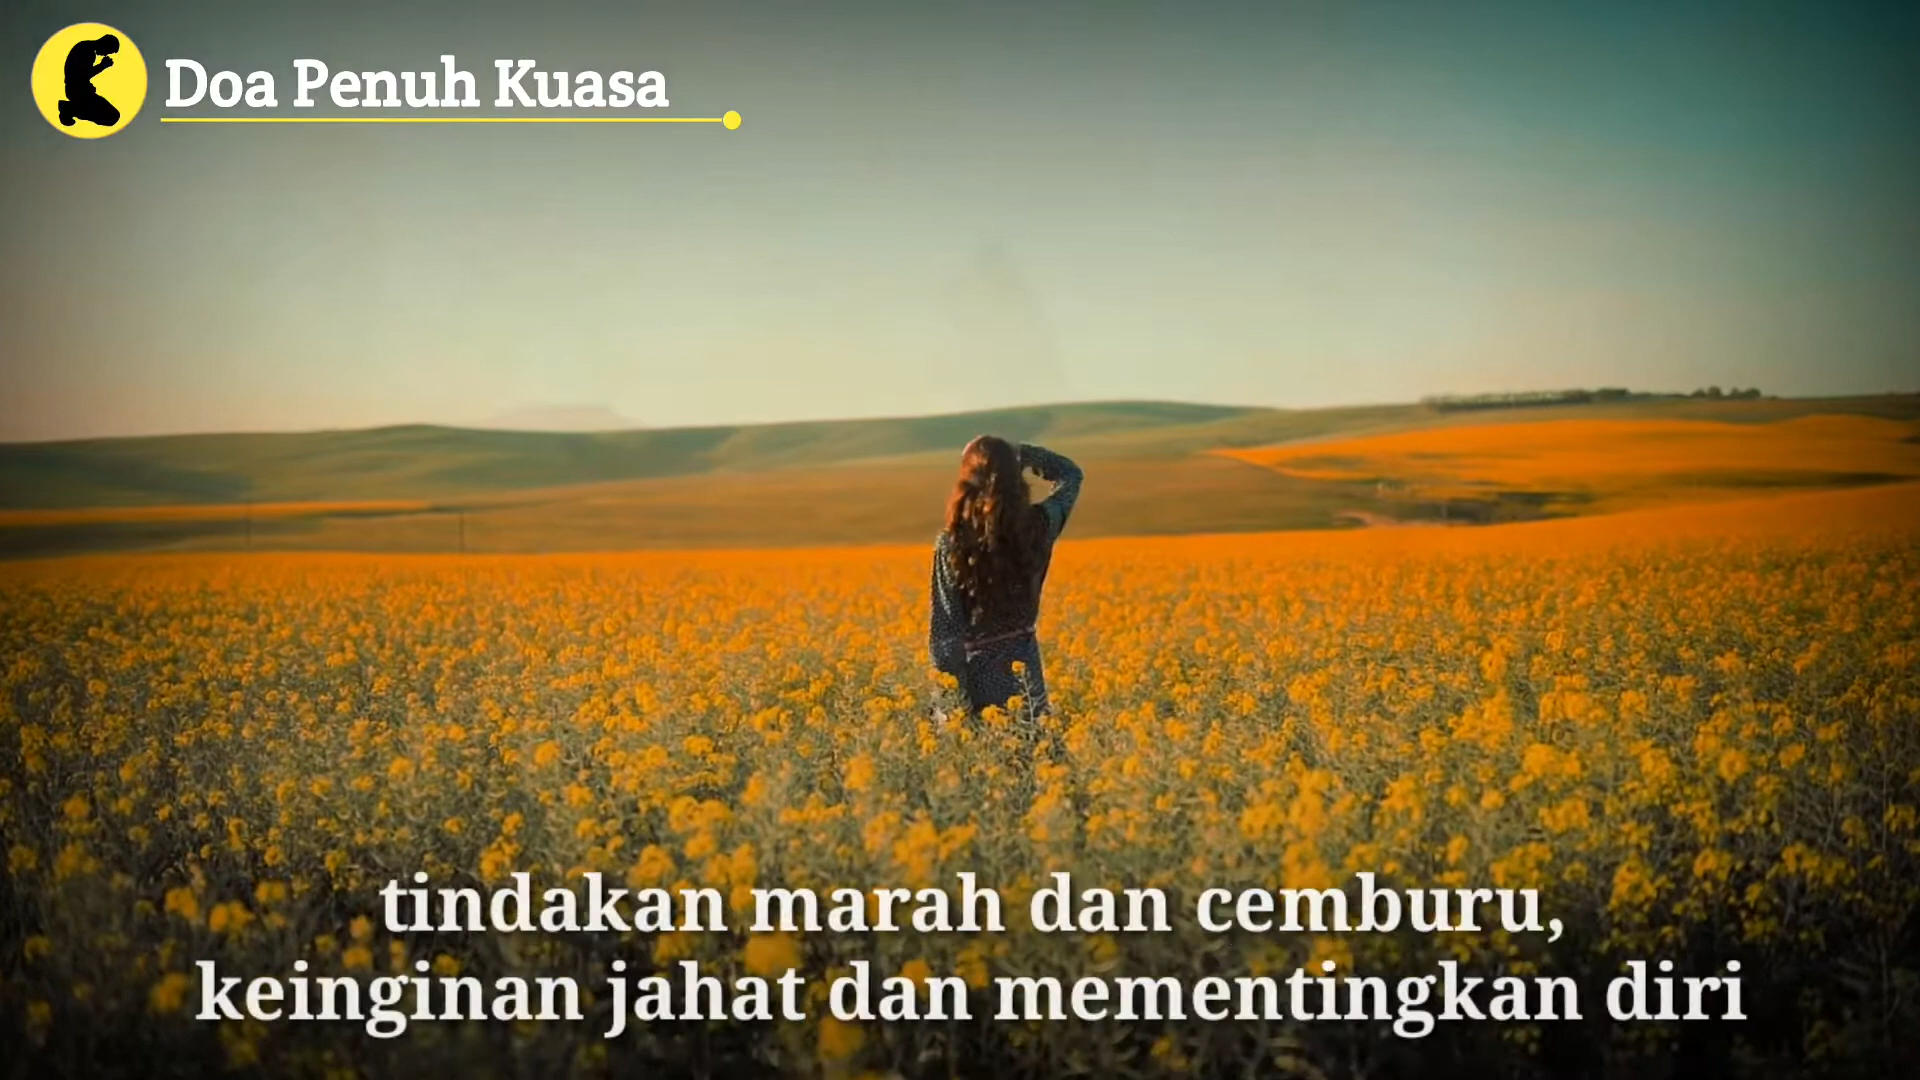 Doa Penuh Kuasa
tindakan marah dan cemburu,
keinginan jahat dan mementingkan diri